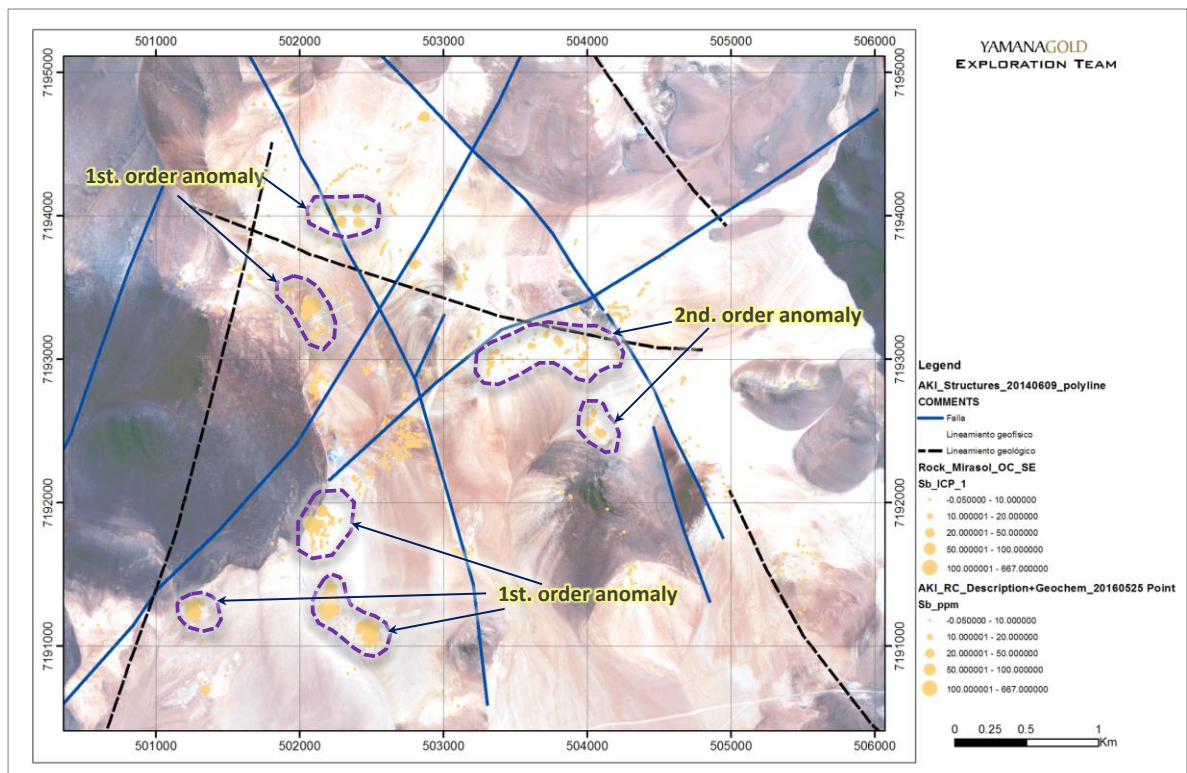 YAMANAGOLD
EXPLORATION TEAM
501000
502000
503000
504000
505000
506000
7195000
7195000
1st. order anomaly
7194000
7194000
2nd. order anomaly
7193000
7193000
7192000
7192000
1st. order anomaly
7191000
7191000
501000
502000
503000
504000
505000
506000
Legend
AKI_Structures_20140609_polyline
COMMENTS
Falla
Lineamiento geofísico
Lineamiento geológico
Rock_Mirasol_OC_SE
Sb_ICP_1
-0.050000 - 10.000000
10.000001 - 20.000000
20.000001 - 50.000000
50.000001 - 100.000000
100.000001 - 667.000000
AKI_RC_Description+Geochem_20160525 Point
Sb_ppm
-0.050000 - 10.000000
10.000001 - 20.000000
20.000001 - 50.000000
50.000001 - 100.000000
100.000001 - 667.000000
0 0.25 0.5 1
Km